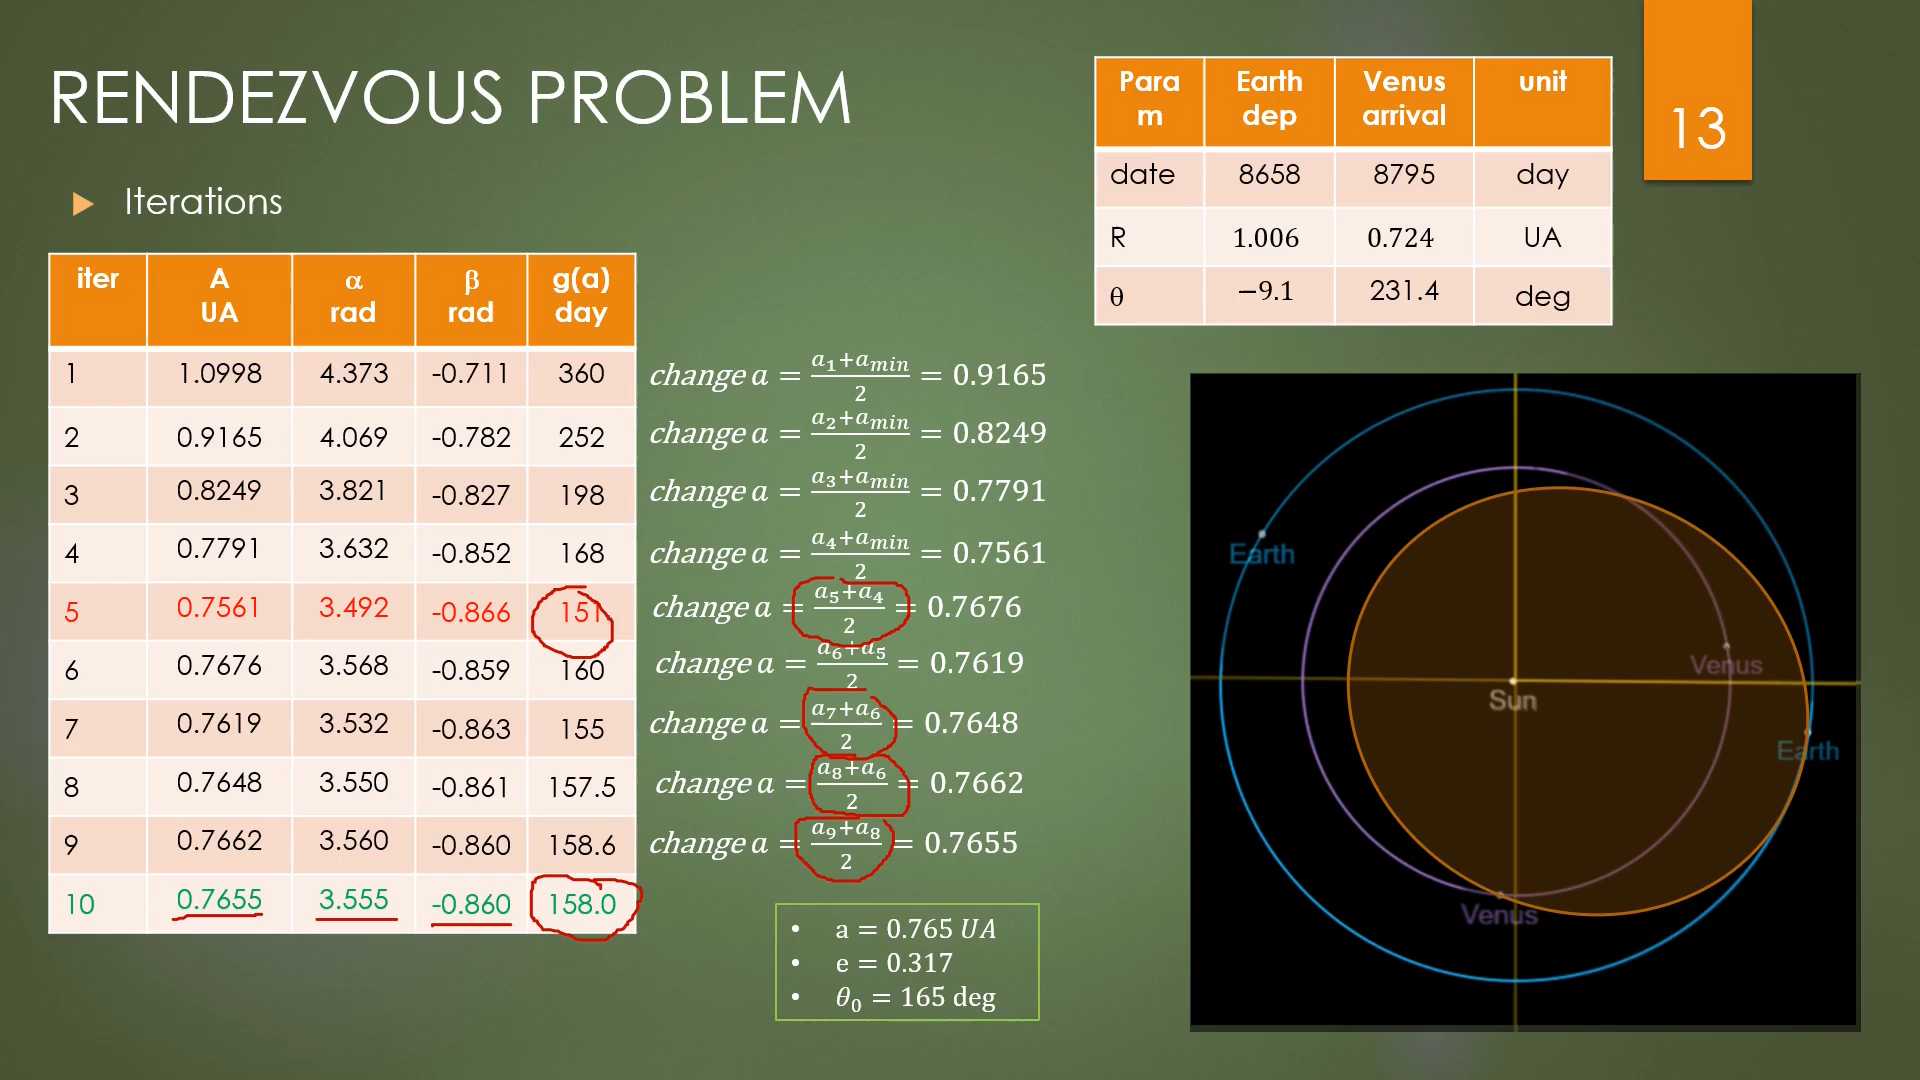 RENDEZVOUS PROBLEM
13
Iterations
Para m | Earth dep | Venus arrival | unit
date | 8658 | 8795 | day
R | 1.006 | 0.724 | UA
θ | −9.1 | 231.4 | deg
iter | A UA | α rad | β rad | g(a) day
1 | 1.0998 | 4.373 | -0.711 | 360
2 | 0.9165 | 4.069 | -0.782 | 252
3 | 0.8249 | 3.821 | -0.827 | 198
4 | 0.7791 | 3.632 | -0.852 | 168
5 | 0.7561 | 3.492 | -0.866 | 151
6 | 0.7676 | 3.568 | -0.859 | 160
7 | 0.7619 | 3.532 | -0.863 | 155
8 | 0.7648 | 3.550 | -0.861 | 157.5
9 | 0.7662 | 3.560 | -0.860 | 158.6
10 | 0.7655 | 3.555 | -0.860 | 158.0
change a = (a₁+a_min)/2 = 0.9165
change a = (a₂+a_min)/2 = 0.8249
change a = (a₃+a_min)/2 = 0.7791
change a = (a₄+a_min)/2 = 0.7561
change a = (a₅+a₄)/2 = 0.7676
change a = (a₆+a₅)/2 = 0.7619
change a = (a₇+a₆)/2 = 0.7648
change a = (a₈+a₆)/2 = 0.7662
change a = (a₉+a₈)/2 = 0.7655
• a = 0.765 UA
• e = 0.317
• θ₀ = 165 deg
Earth
Venus
Sun
Earth
Venus